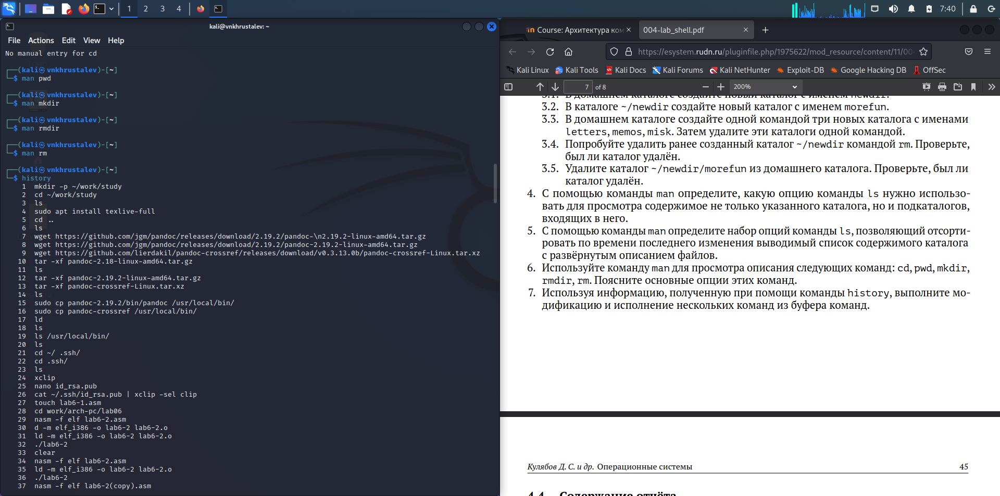 1
2
3
4
7:40
kali@vnkhrustalev: ~
File Actions Edit View Help
No manual entry for cd
┌──(kali㉿vnkhrustalev)-[~]
└─$ man pwd
┌──(kali㉿vnkhrustalev)-[~]
└─$ man mkdir
┌──(kali㉿vnkhrustalev)-[~]
└─$ man rmdir
┌──(kali㉿vnkhrustalev)-[~]
└─$ man rm
┌──(kali㉿vnkhrustalev)-[~]
└─$ history
1 mkdir -p ~/work/study
2 cd ~/work/study
3 ls
4 sudo apt install texlive-full
5 cd ..
6 ls
7 wget https://github.com/jgm/pandoc/releases/download/2.19.2/pandoc-\n2.19.2-linux-amd64.tar.gz
8 wget https://github.com/jgm/pandoc/releases/download/2.19.2/pandoc-2.19.2-linux-amd64.tar.gz
9 wget https://github.com/lierdakil/pandoc-crossref/releases/download/v0.3.13.0b/pandoc-crossref-Linux.tar.xz
10 tar -xf pandoc-2.18-linux-amd64.tar.gz
11 ls
12 tar -xf pandoc-2.19.2-linux-amd64.tar.gz
13 tar -xf pandoc-crossref-Linux.tar.xz
14 ls
15 sudo cp pandoc-2.19.2/bin/pandoc /usr/local/bin/
16 sudo cp pandoc-crossref /usr/local/bin/
17 ld
18 ls
19 ls /usr/local/bin/
20 ls
21 cd ~/ .ssh/
22 cd .ssh/
23 ls
24 xclip
25 nano id_rsa.pub
26 cat ~/.ssh/id_rsa.pub | xclip -sel clip
27 touch lab6-1.asm
28 cd work/arch-pc/lab06
29 nasm -f elf lab6-2.asm
30 d -m elf_i386 -o lab6-2 lab6-2.o
31 ld -m elf_i386 -o lab6-2 lab6-2.o
32 ./lab6-2
33 clear
34 nasm -f elf lab6-2.asm
35 ld -m elf_i386 -o lab6-2 lab6-2.o
36 ./lab6-2
37 nasm -f elf lab6-2(copy).asm
Course: Архитектура ком
004-lab_shell.pdf
https://esystem.rudn.ru/pluginfile.php/1975622/mod_resource/content/11/00
Kali Linux Kali Tools Kali Docs Kali Forums Kali NetHunter Exploit-DB Google Hacking DB OffSec
7 of 8
200%
3.1. В домашнем каталоге создайте новый каталог с именем newdir.
3.2. В каталоге ~/newdir создайте новый каталог с именем morefun.
3.3. В домашнем каталоге создайте одной командой три новых каталога с именами
letters, memos, misk. Затем удалите эти каталоги одной командой.
3.4. Попробуйте удалить ранее созданный каталог ~/newdir командой rm. Проверьте,
был ли каталог удалён.
3.5. Удалите каталог ~/newdir/morefun из домашнего каталога. Проверьте, был ли
каталог удалён.
4. С помощью команды man определите, какую опцию команды ls нужно использо-
вать для просмотра содержимое не только указанного каталога, но и подкаталогов,
входящих в него.
5. С помощью команды man определите набор опций команды ls, позволяющий отсорти-
ровать по времени последнего изменения выводимый список содержимого каталога
с развёрнутым описанием файлов.
6. Используйте команду man для просмотра описания следующих команд: cd, pwd, mkdir,
rmdir, rm. Поясните основные опции этих команд.
7. Используя информацию, полученную при помощи команды history, выполните мо-
дификацию и исполнение нескольких команд из буфера команд.
Кулябов Д. С. и др. Операционные системы 45
4.4. Содержание отчёта